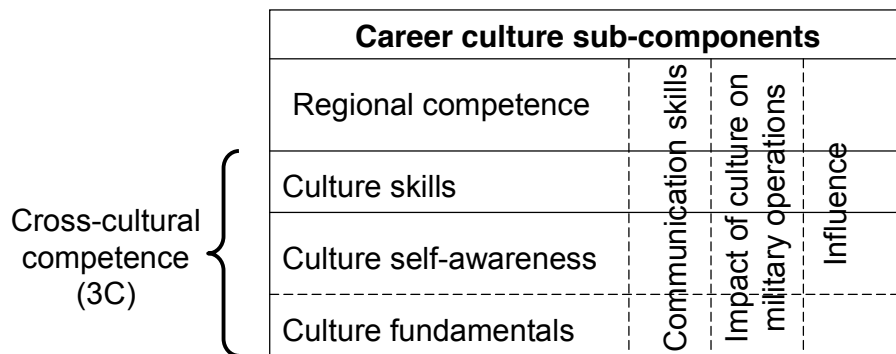 Career culture sub-components
Regional competence
Culture skills
Culture self-awareness
Culture fundamentals
Cross-cultural
competence
(3C)
Communication skills
Impact of culture on
military operations
Influence